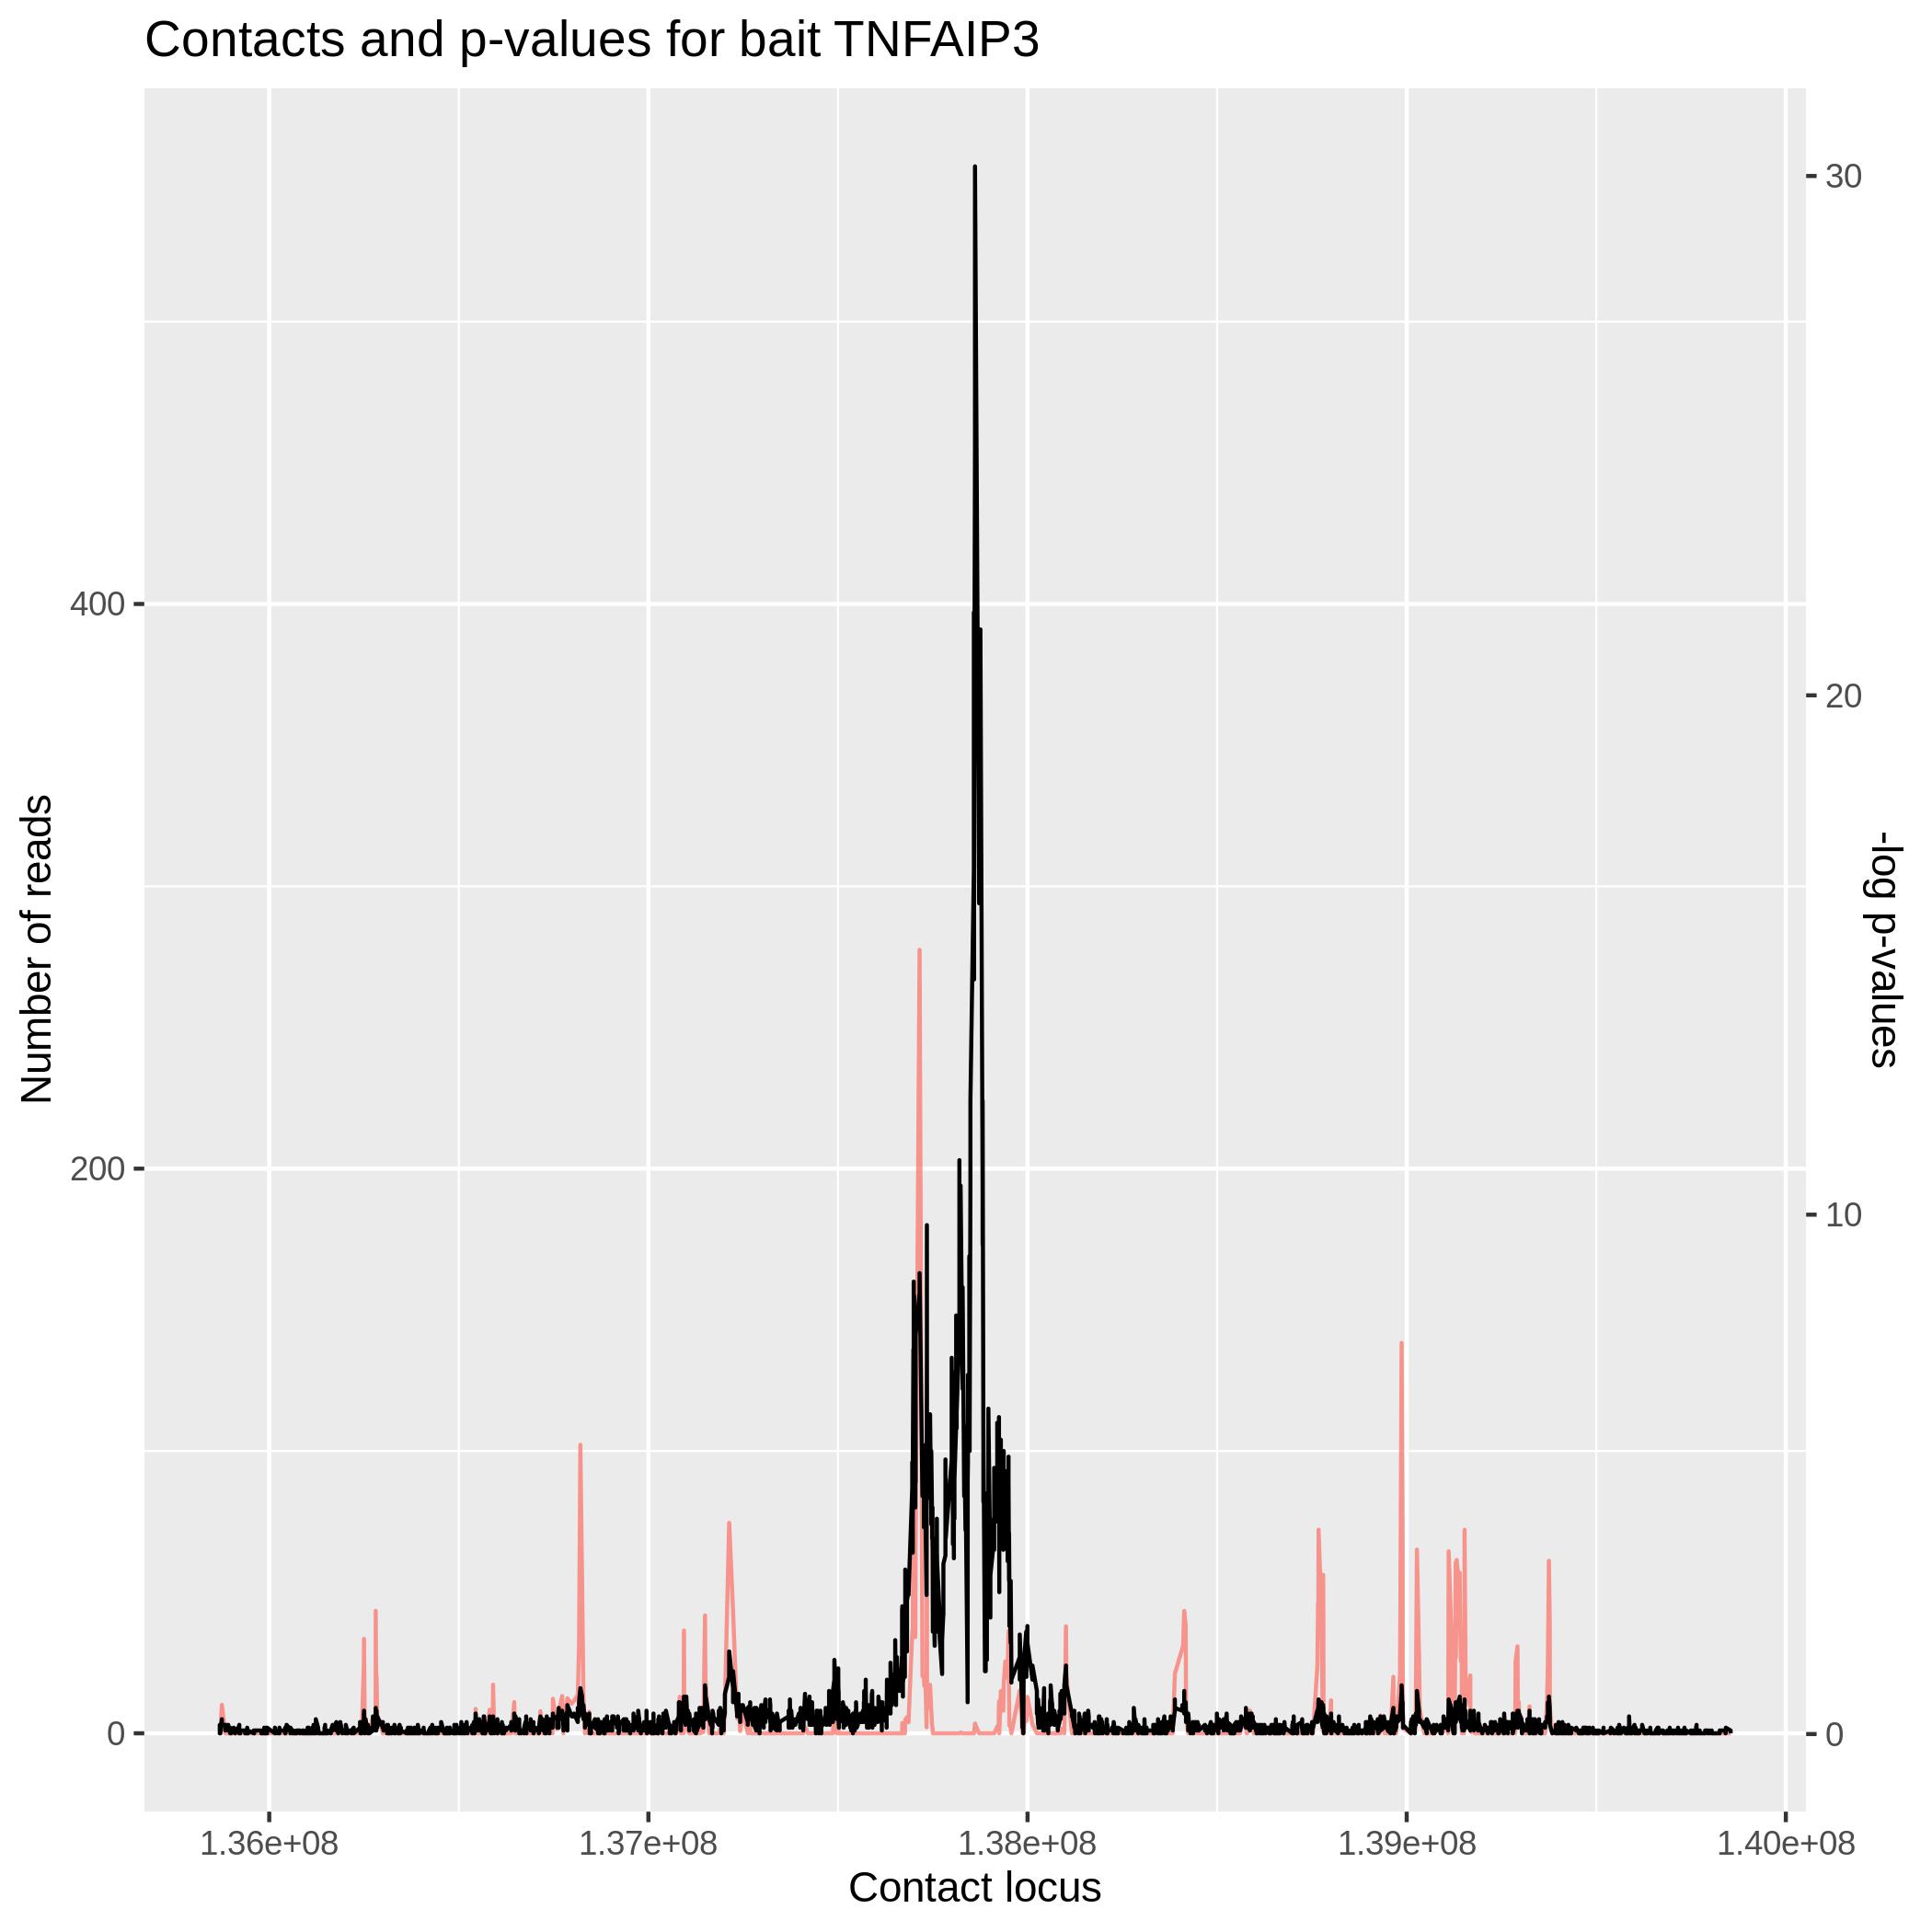 Contacts and p-values for bait TNFAIP3
Number of reads
400
200
0
30
20
10
0
-log p-values
1.36e+08
1.37e+08
1.38e+08
1.39e+08
1.40e+08
Contact locus